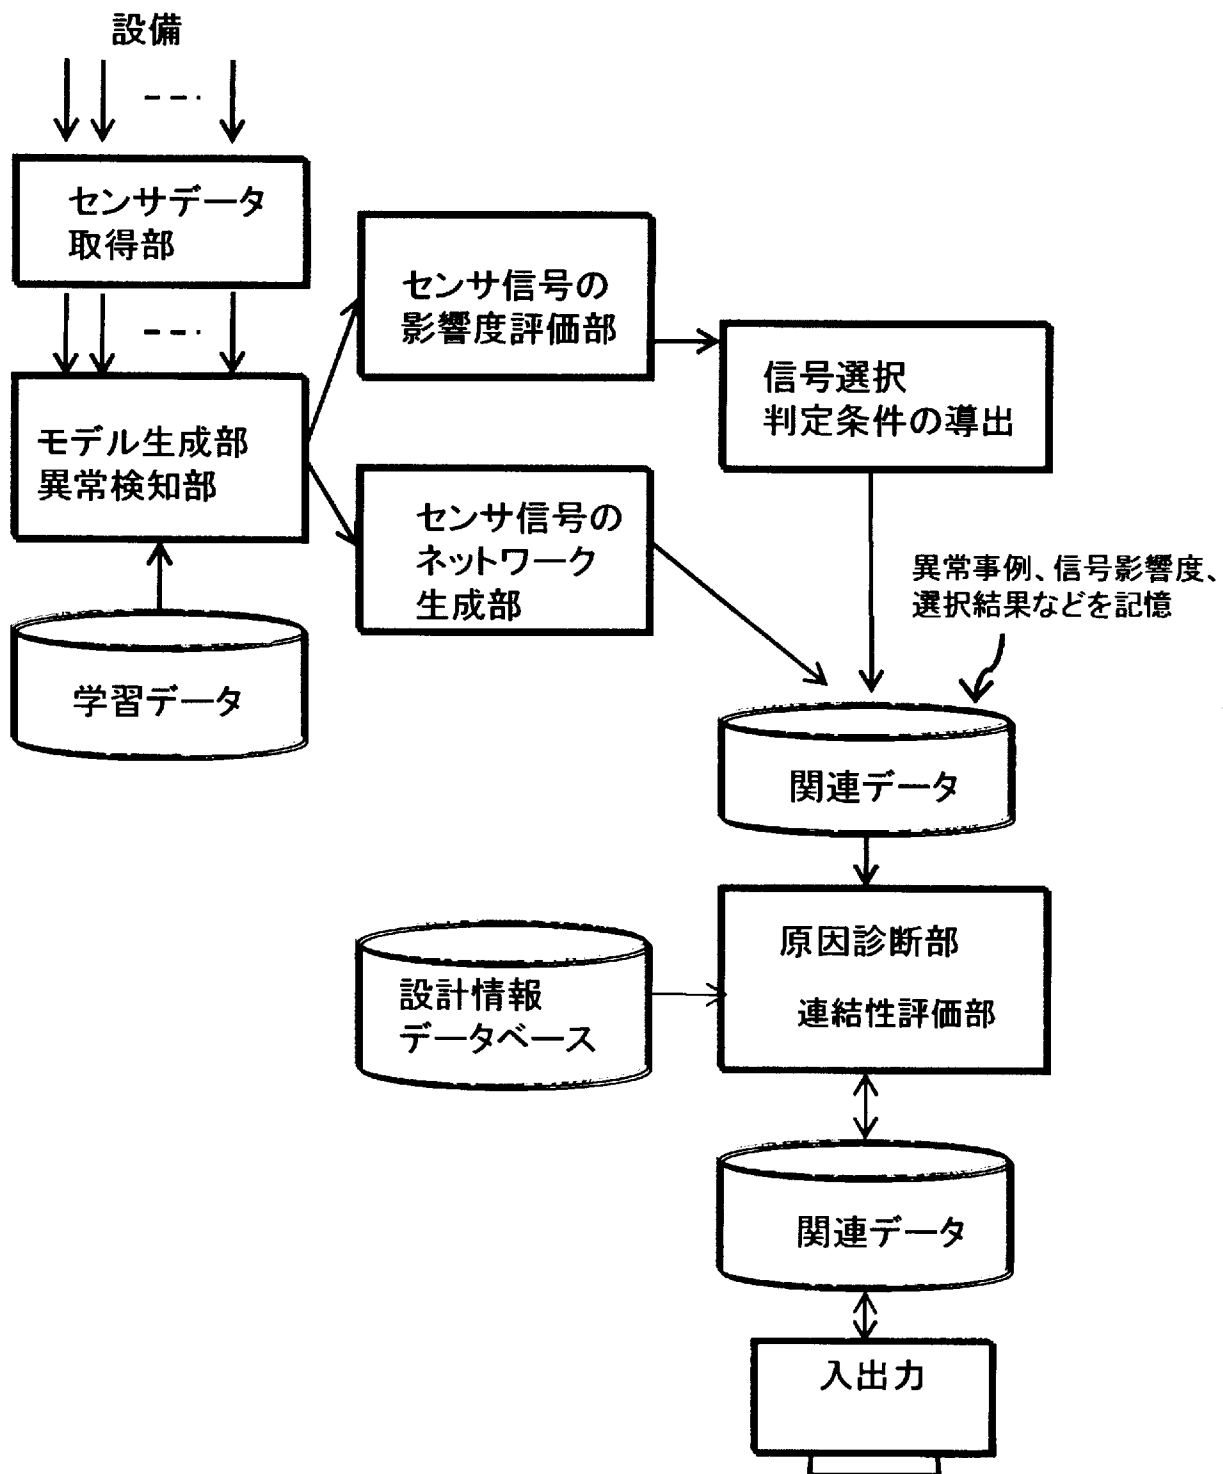 設備
センサデータ
取得部
センサ信号の
影響度評価部
信号選択
判定条件の導出
モデル生成部
異常検知部
センサ信号の
ネットワーク
生成部
異常事例、信号影響度、
選択結果などを記憶
学習データ
関連データ
原因診断部
連結性評価部
設計情報
データベース
関連データ
入出力